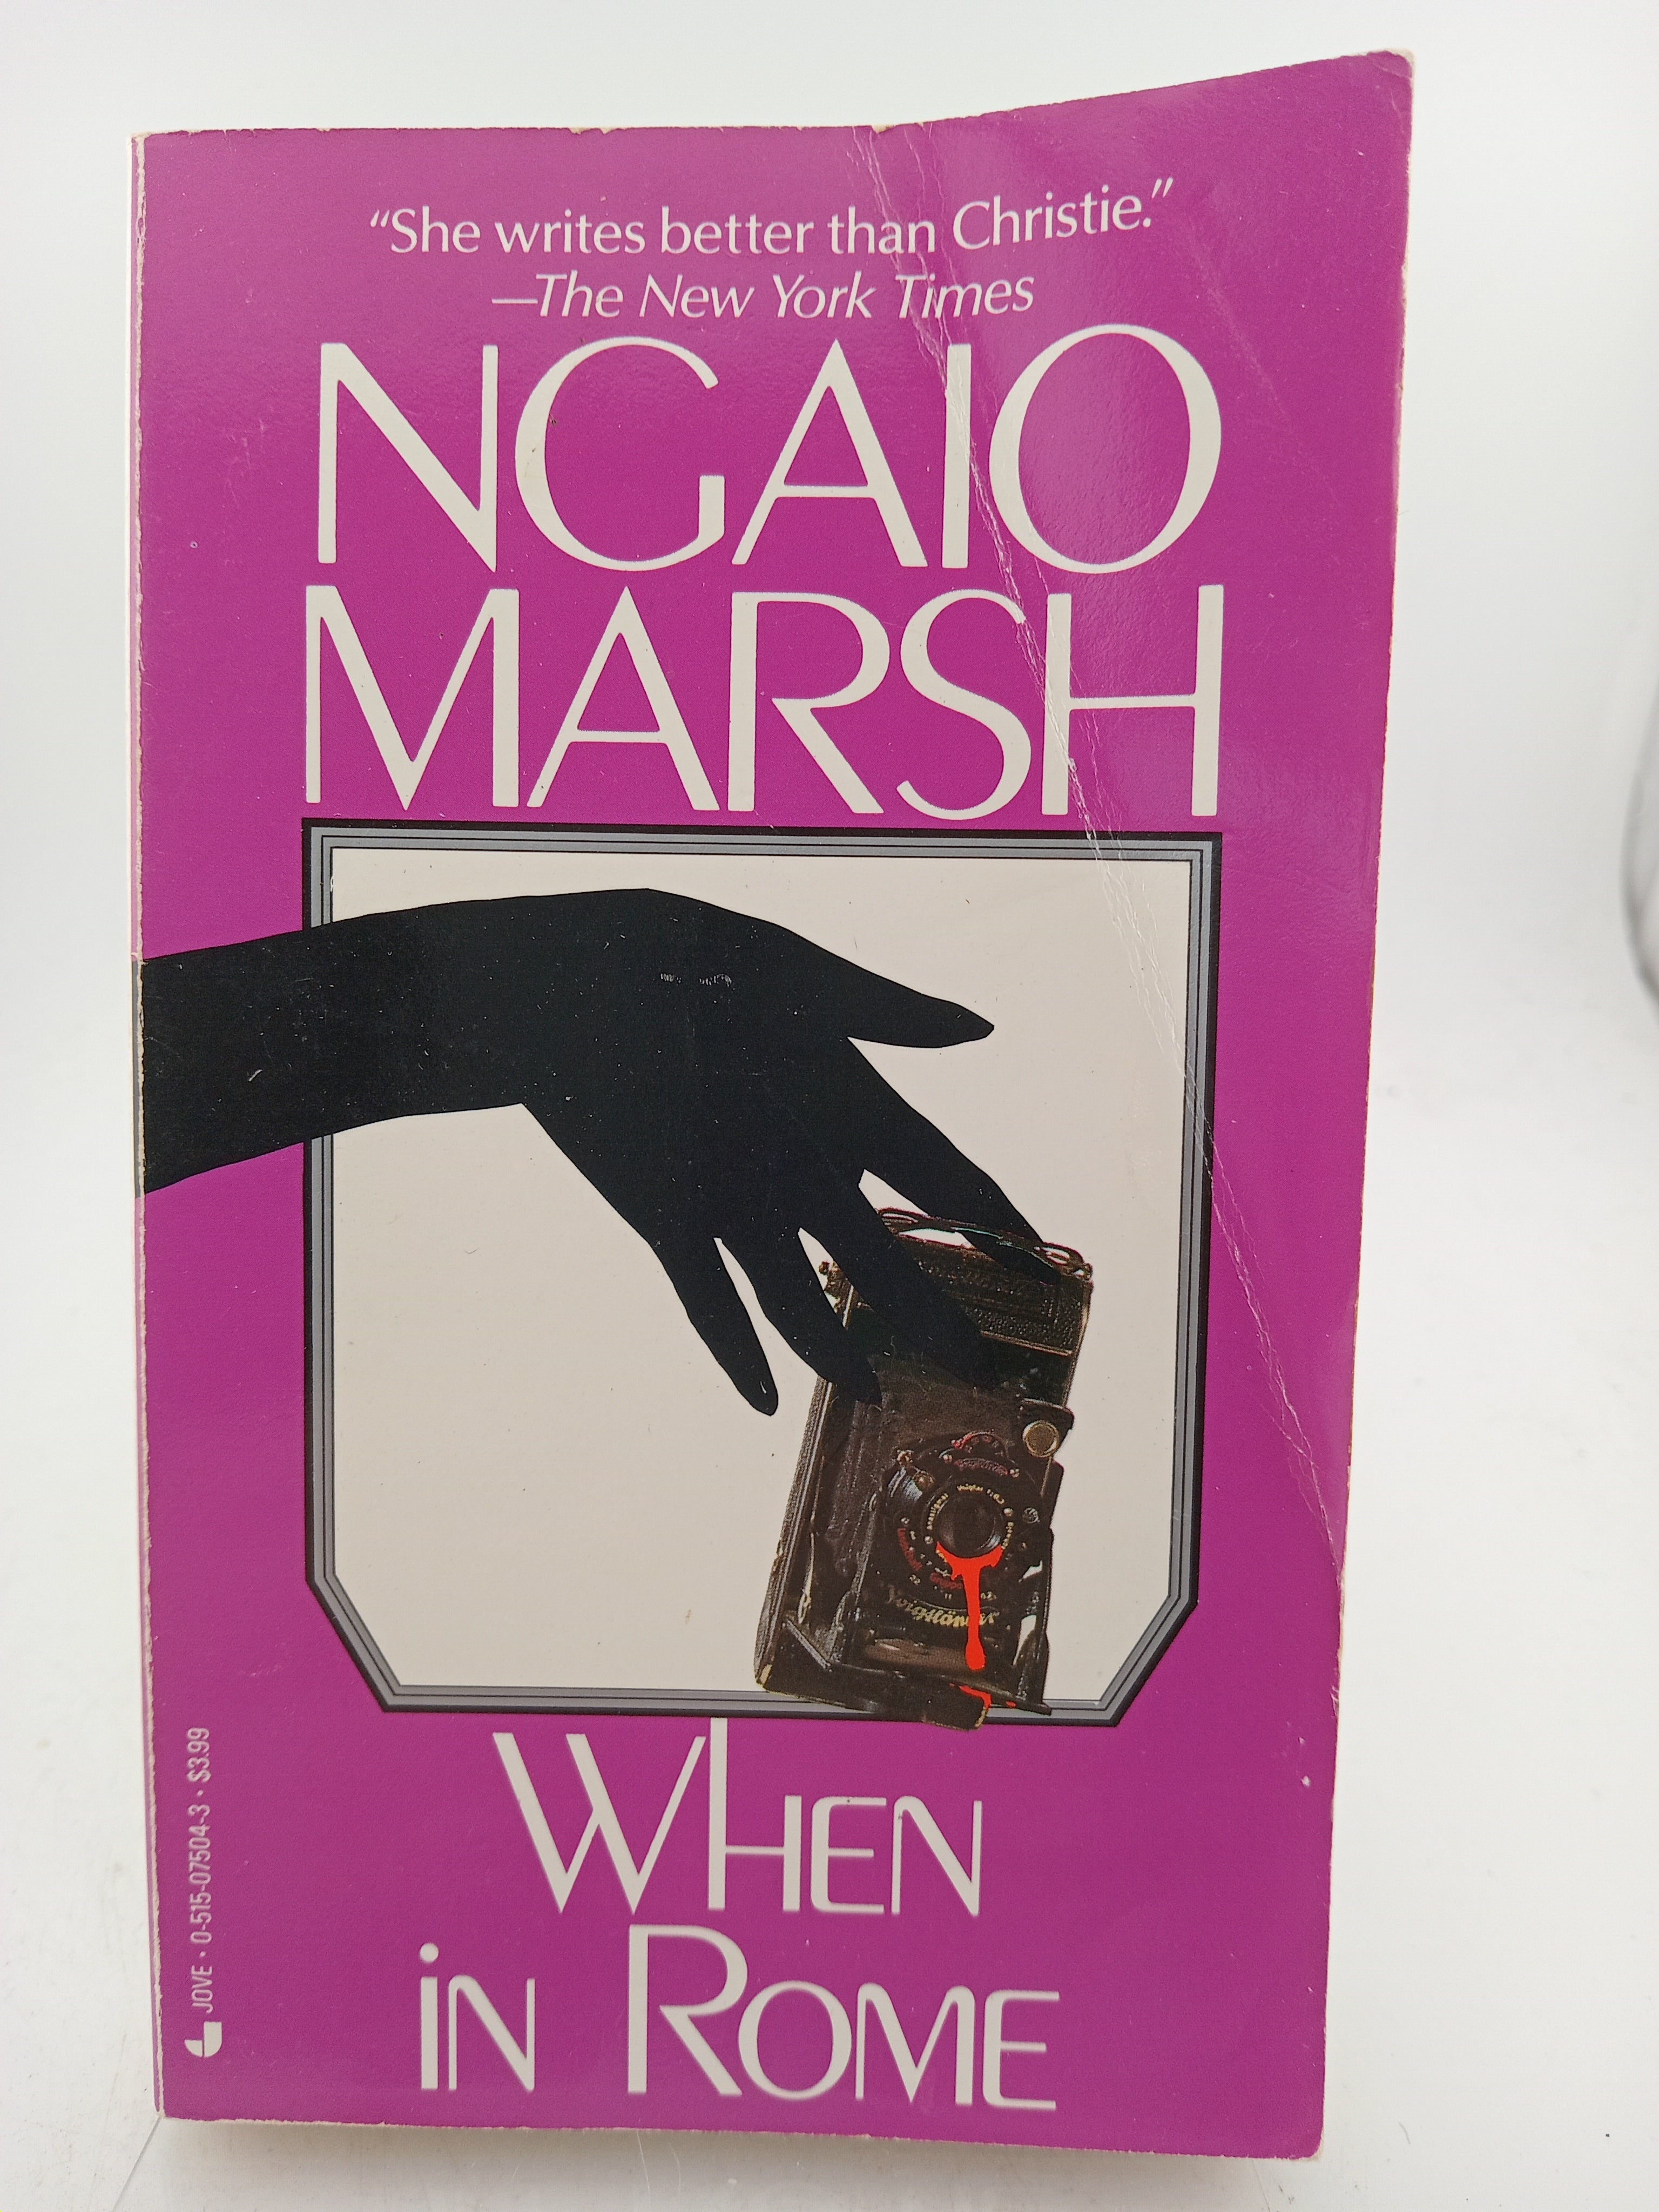 “She writes better than Christie.”
—The New York Times
NGAIO
MARSH
Voigtländer
WHEN
iN ROME
JOVE • 0-515-07504-3 • $3.99